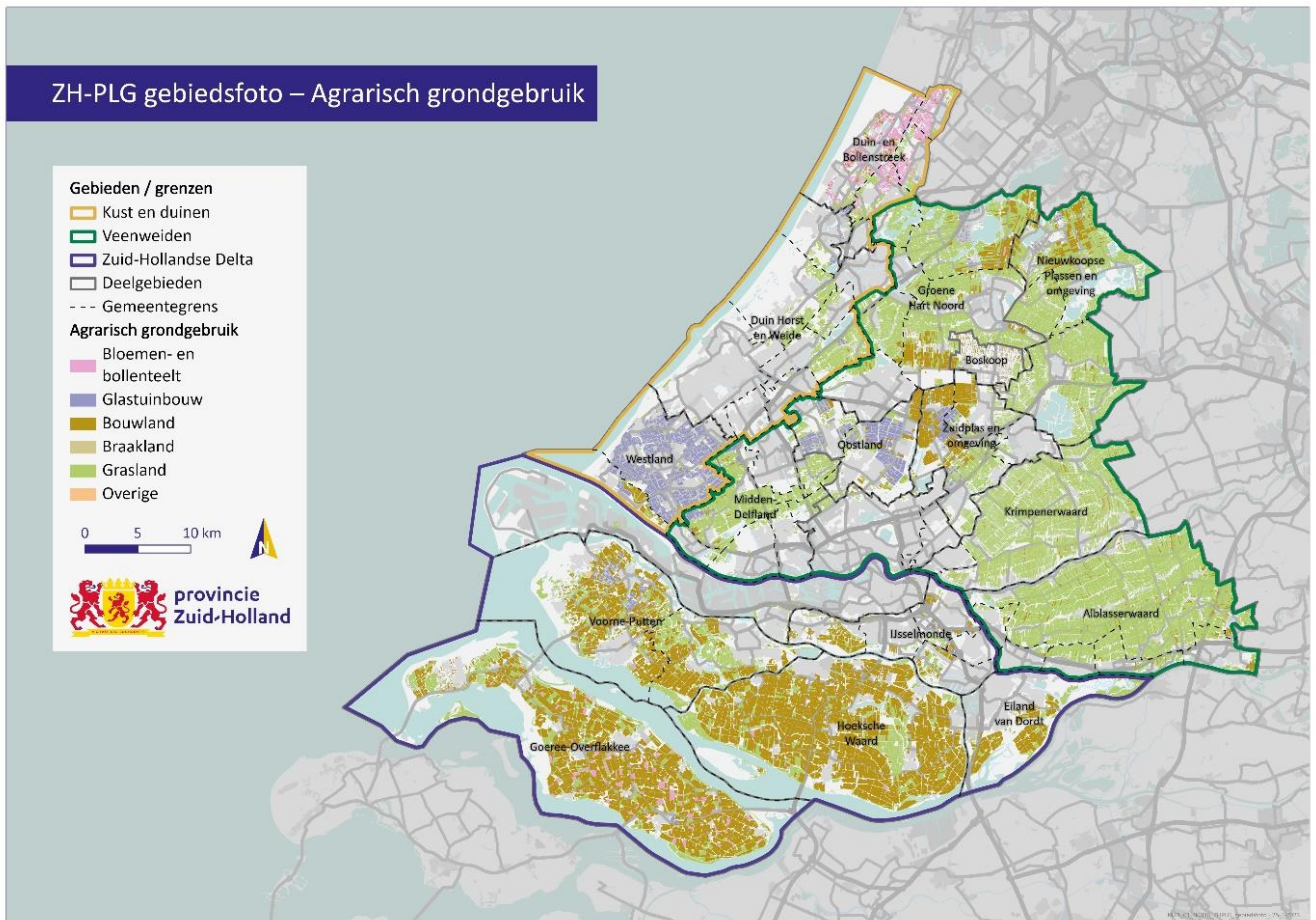 ZH-PLG gebiedsfoto – Agrarisch grondgebruik
Gebieden / grenzen
Kust en duinen
Veenweiden
Zuid-Hollandse Delta
Deelgebieden
Gemeentegrens
Agrarisch grondgebruik
Bloemen- en
bollenteelt
Glastuinbouw
Bouwland
Braakland
Grasland
Overige
0 5 10 km
N
provincie
Zuid-Holland
Duin- en
Bollenstreek
Nieuwkoopse
Plassen en
omgeving
Groene
Hart Noord
Duin Horst
en Weide
Boskoop
Zuidplas en
omgeving
Oostland
Westland
Midden-
Delfland
Krimpenerwaard
Alblasserwaard
Voorne-Putten
IJsselmonde
Eiland
van Dordt
Hoeksche
Waard
Goeree-Overflakkee